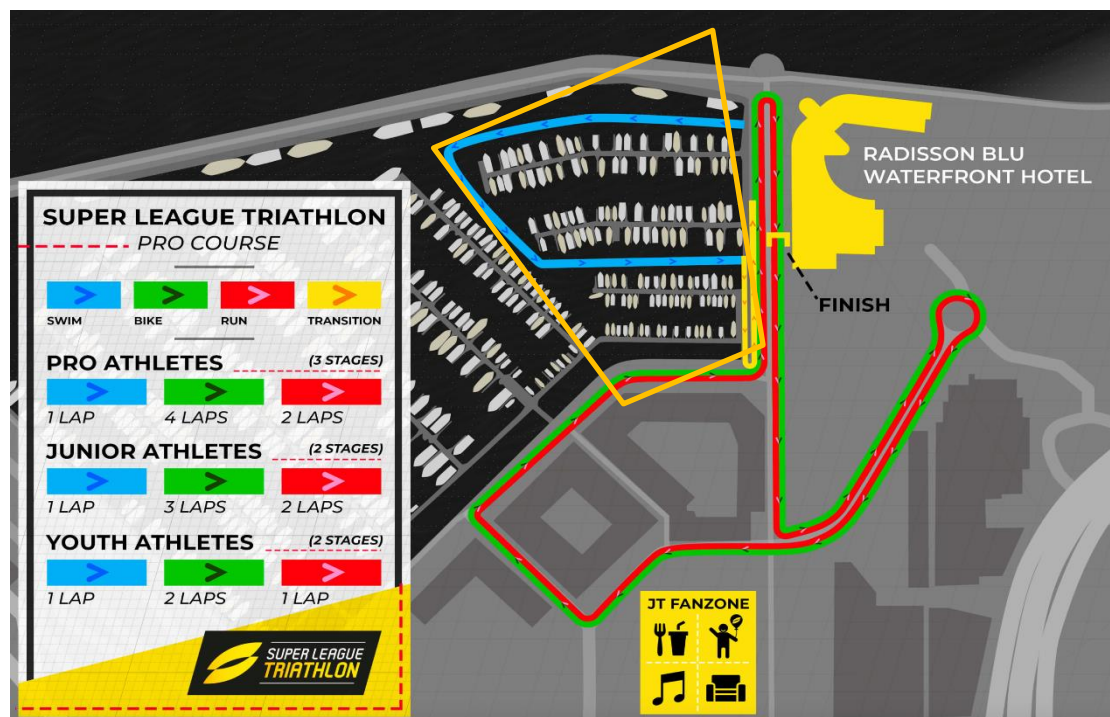 SUPER LEAGUE TRIATHLON
PRO COURSE
SWIM
BIKE
RUN
TRANSITION
PRO ATHLETES
(3 STAGES)
1 LAP
4 LAPS
2 LAPS
JUNIOR ATHLETES
(2 STAGES)
1 LAP
3 LAPS
2 LAPS
YOUTH ATHLETES
(2 STAGES)
1 LAP
2 LAPS
1 LAP
SUPER LEAGUE
TRIATHLON
RADISSON BLU
WATERFRONT HOTEL
FINISH
JT FANZONE